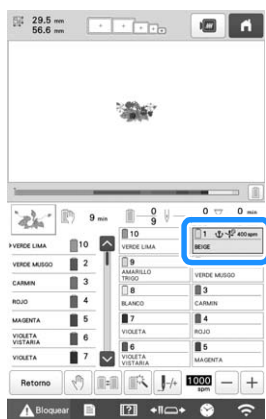 29.5 mm
56.6 mm
9 min
0
9
0
0 min
VERDE LIMA 10
VERDE MUSGO 2
CARMIN 3
ROJO 4
MAGENTA 5
VIOLETA VISTARIA 6
VIOLETA 7
10
VERDE LIMA
9
AMARILLO TRIGO
8
BLANCO
7
VIOLETA
6
VIOLETA VISTARIA
1 400 spm
BEIGE
VERDE MUSGO
3
CARMIN
4
ROJO
5
MAGENTA
Retorno
1000 spm
Bloquear